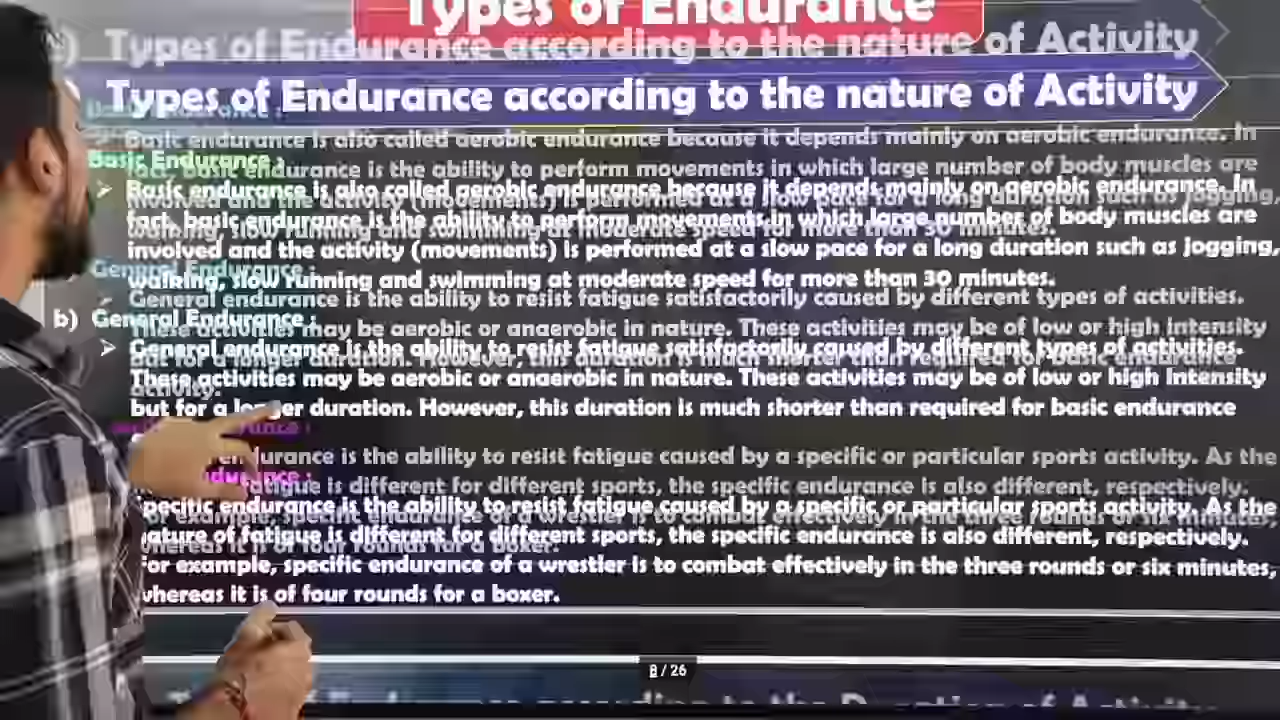 Types of Endurance
Types of Endurance according to the nature of Activity
Types of Endurance according to the nature of Activity
Basic Endurance :
Basic endurance is also called aerobic endurance because it depends mainly on aerobic endurance. In
fact, basic endurance is the ability to perform movements in which large number of body muscles are
involved and the activity (movements) is performed at a slow pace for a long duration such as jogging,
walking, slow running and swimming at moderate speed for more than 30 minutes.
b) General Endurance :
➢ General endurance is the ability to resist fatigue satisfactorily caused by different types of activities.
These activities may be aerobic or anaerobic in nature. These activities may be of low or high intensity
but for a longer duration. However, this duration is much shorter than required for basic endurance
activity.
endurance :
specific endurance is the ability to resist fatigue caused by a specific or particular sports activity. As the
nature of fatigue is different for different sports, the specific endurance is also different, respectively.
For example, specific endurance of a wrestler is to combat effectively in the three rounds or six minutes,
whereas it is of four rounds for a boxer.
8 / 26
according to the Duration of Activity